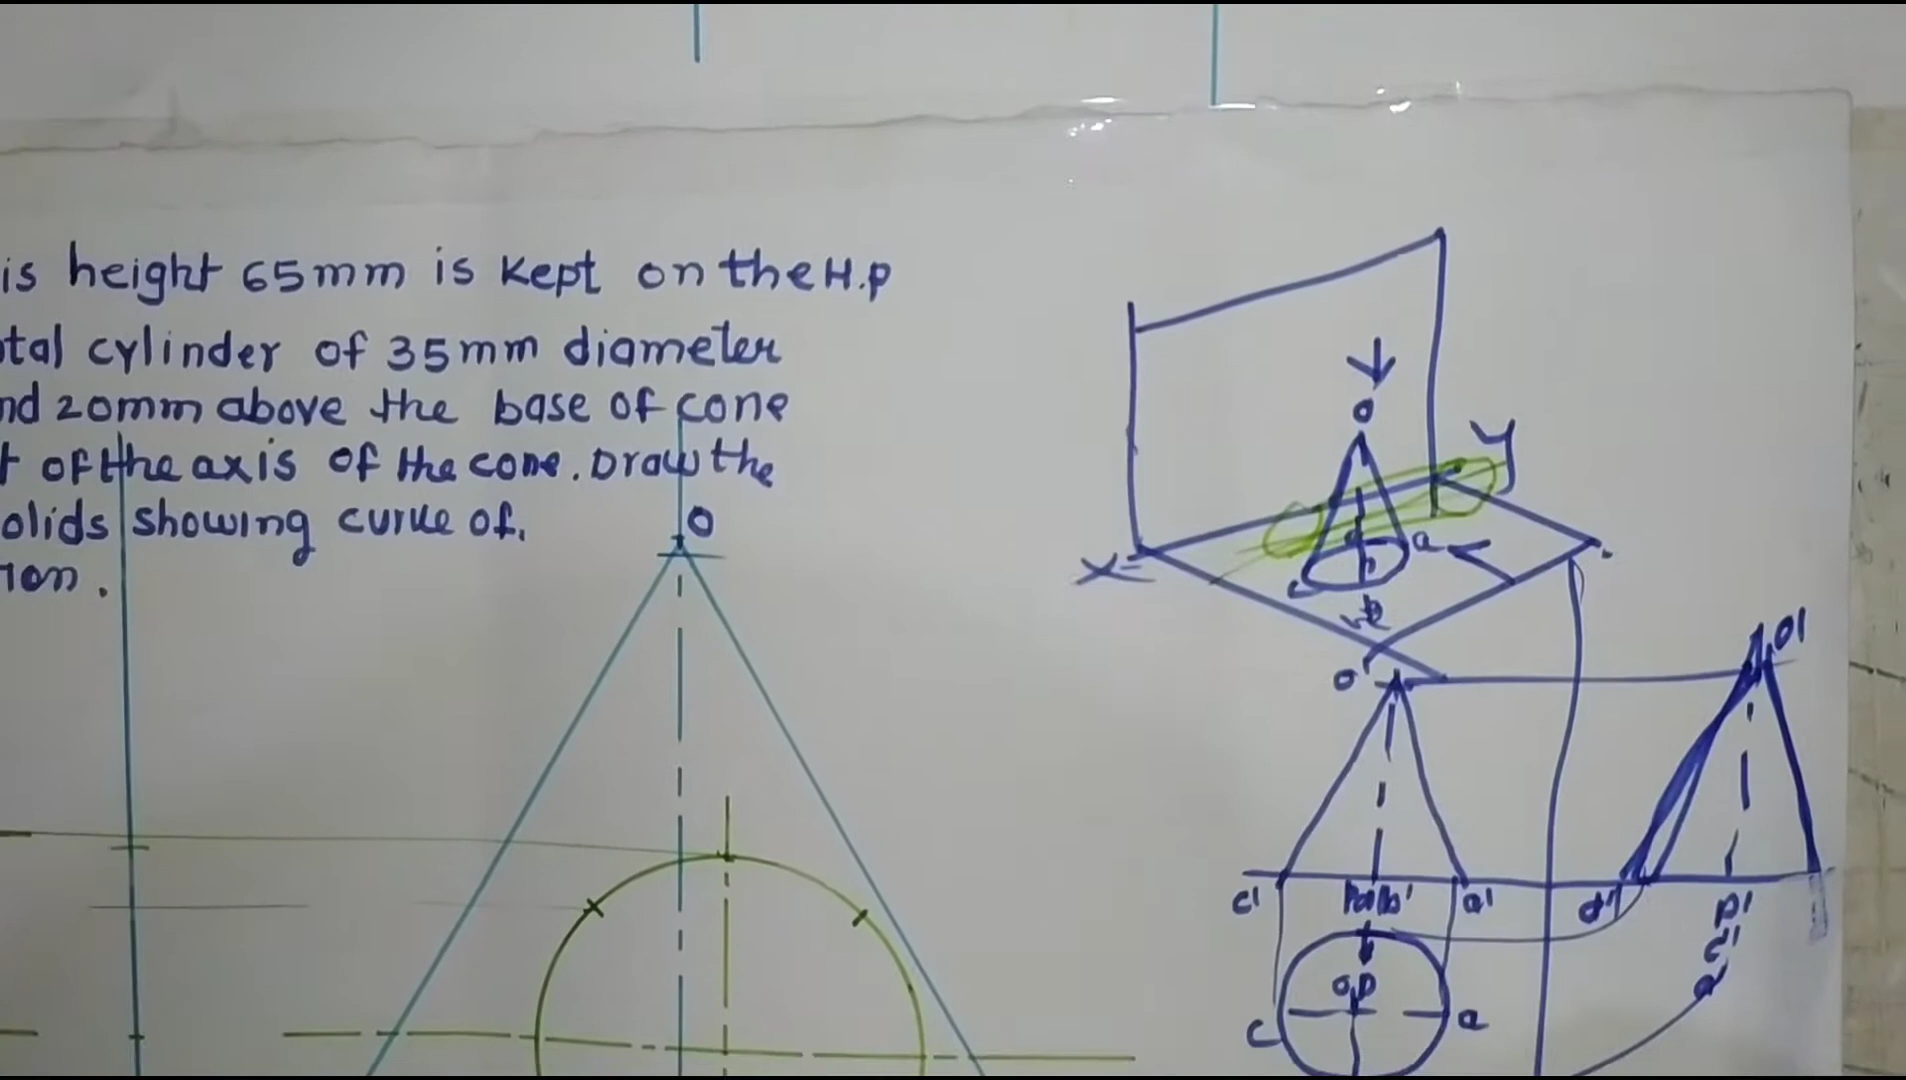 is height 65mm is kept on the H.P
tal cylinder of 35mm diameter
nd 20mm above the base of cone
of the axis of the cone. Draw the
olids showing curve of.
ion.
O
O
Y
a
X
O'
O'
C'
a'
d'
P'
C'
a'
O,P
C
a